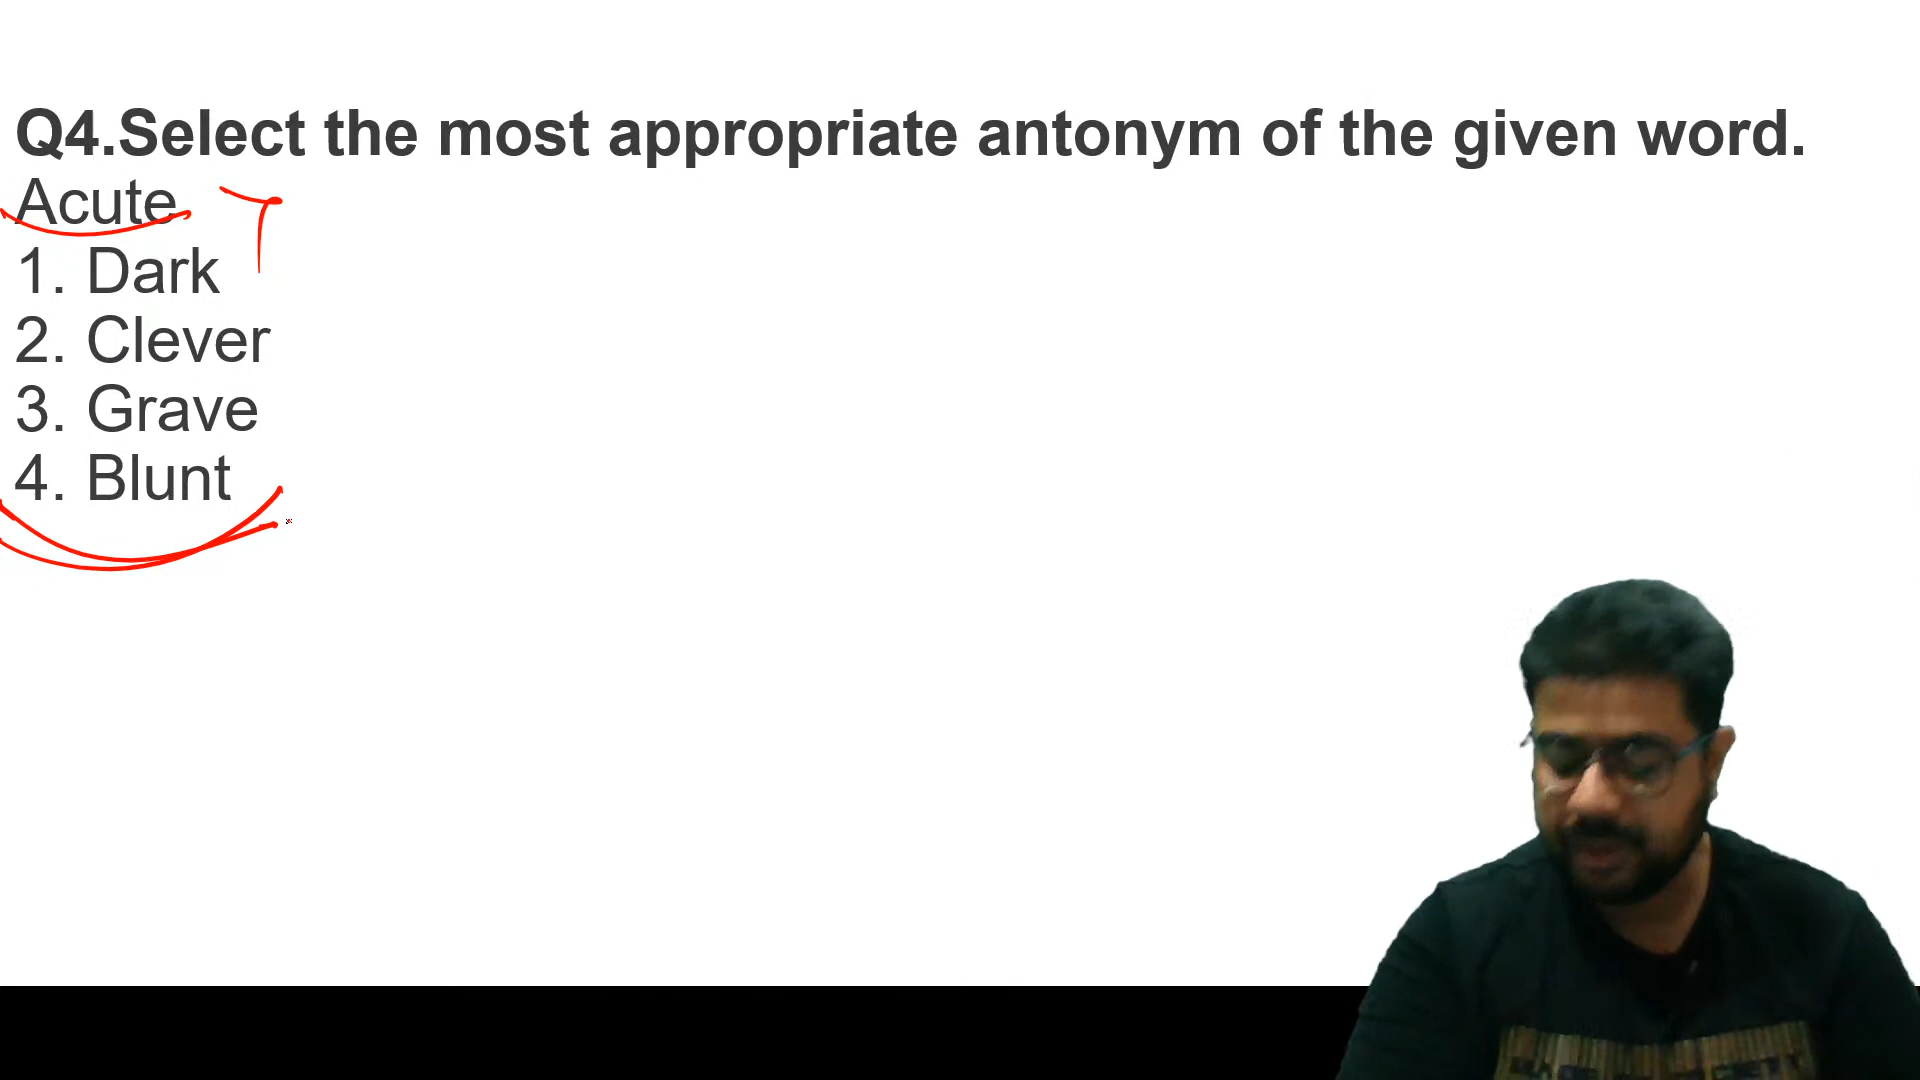 Q4.Select the most appropriate antonym of the given word.
Acute
1. Dark
2. Clever
3. Grave
4. Blunt